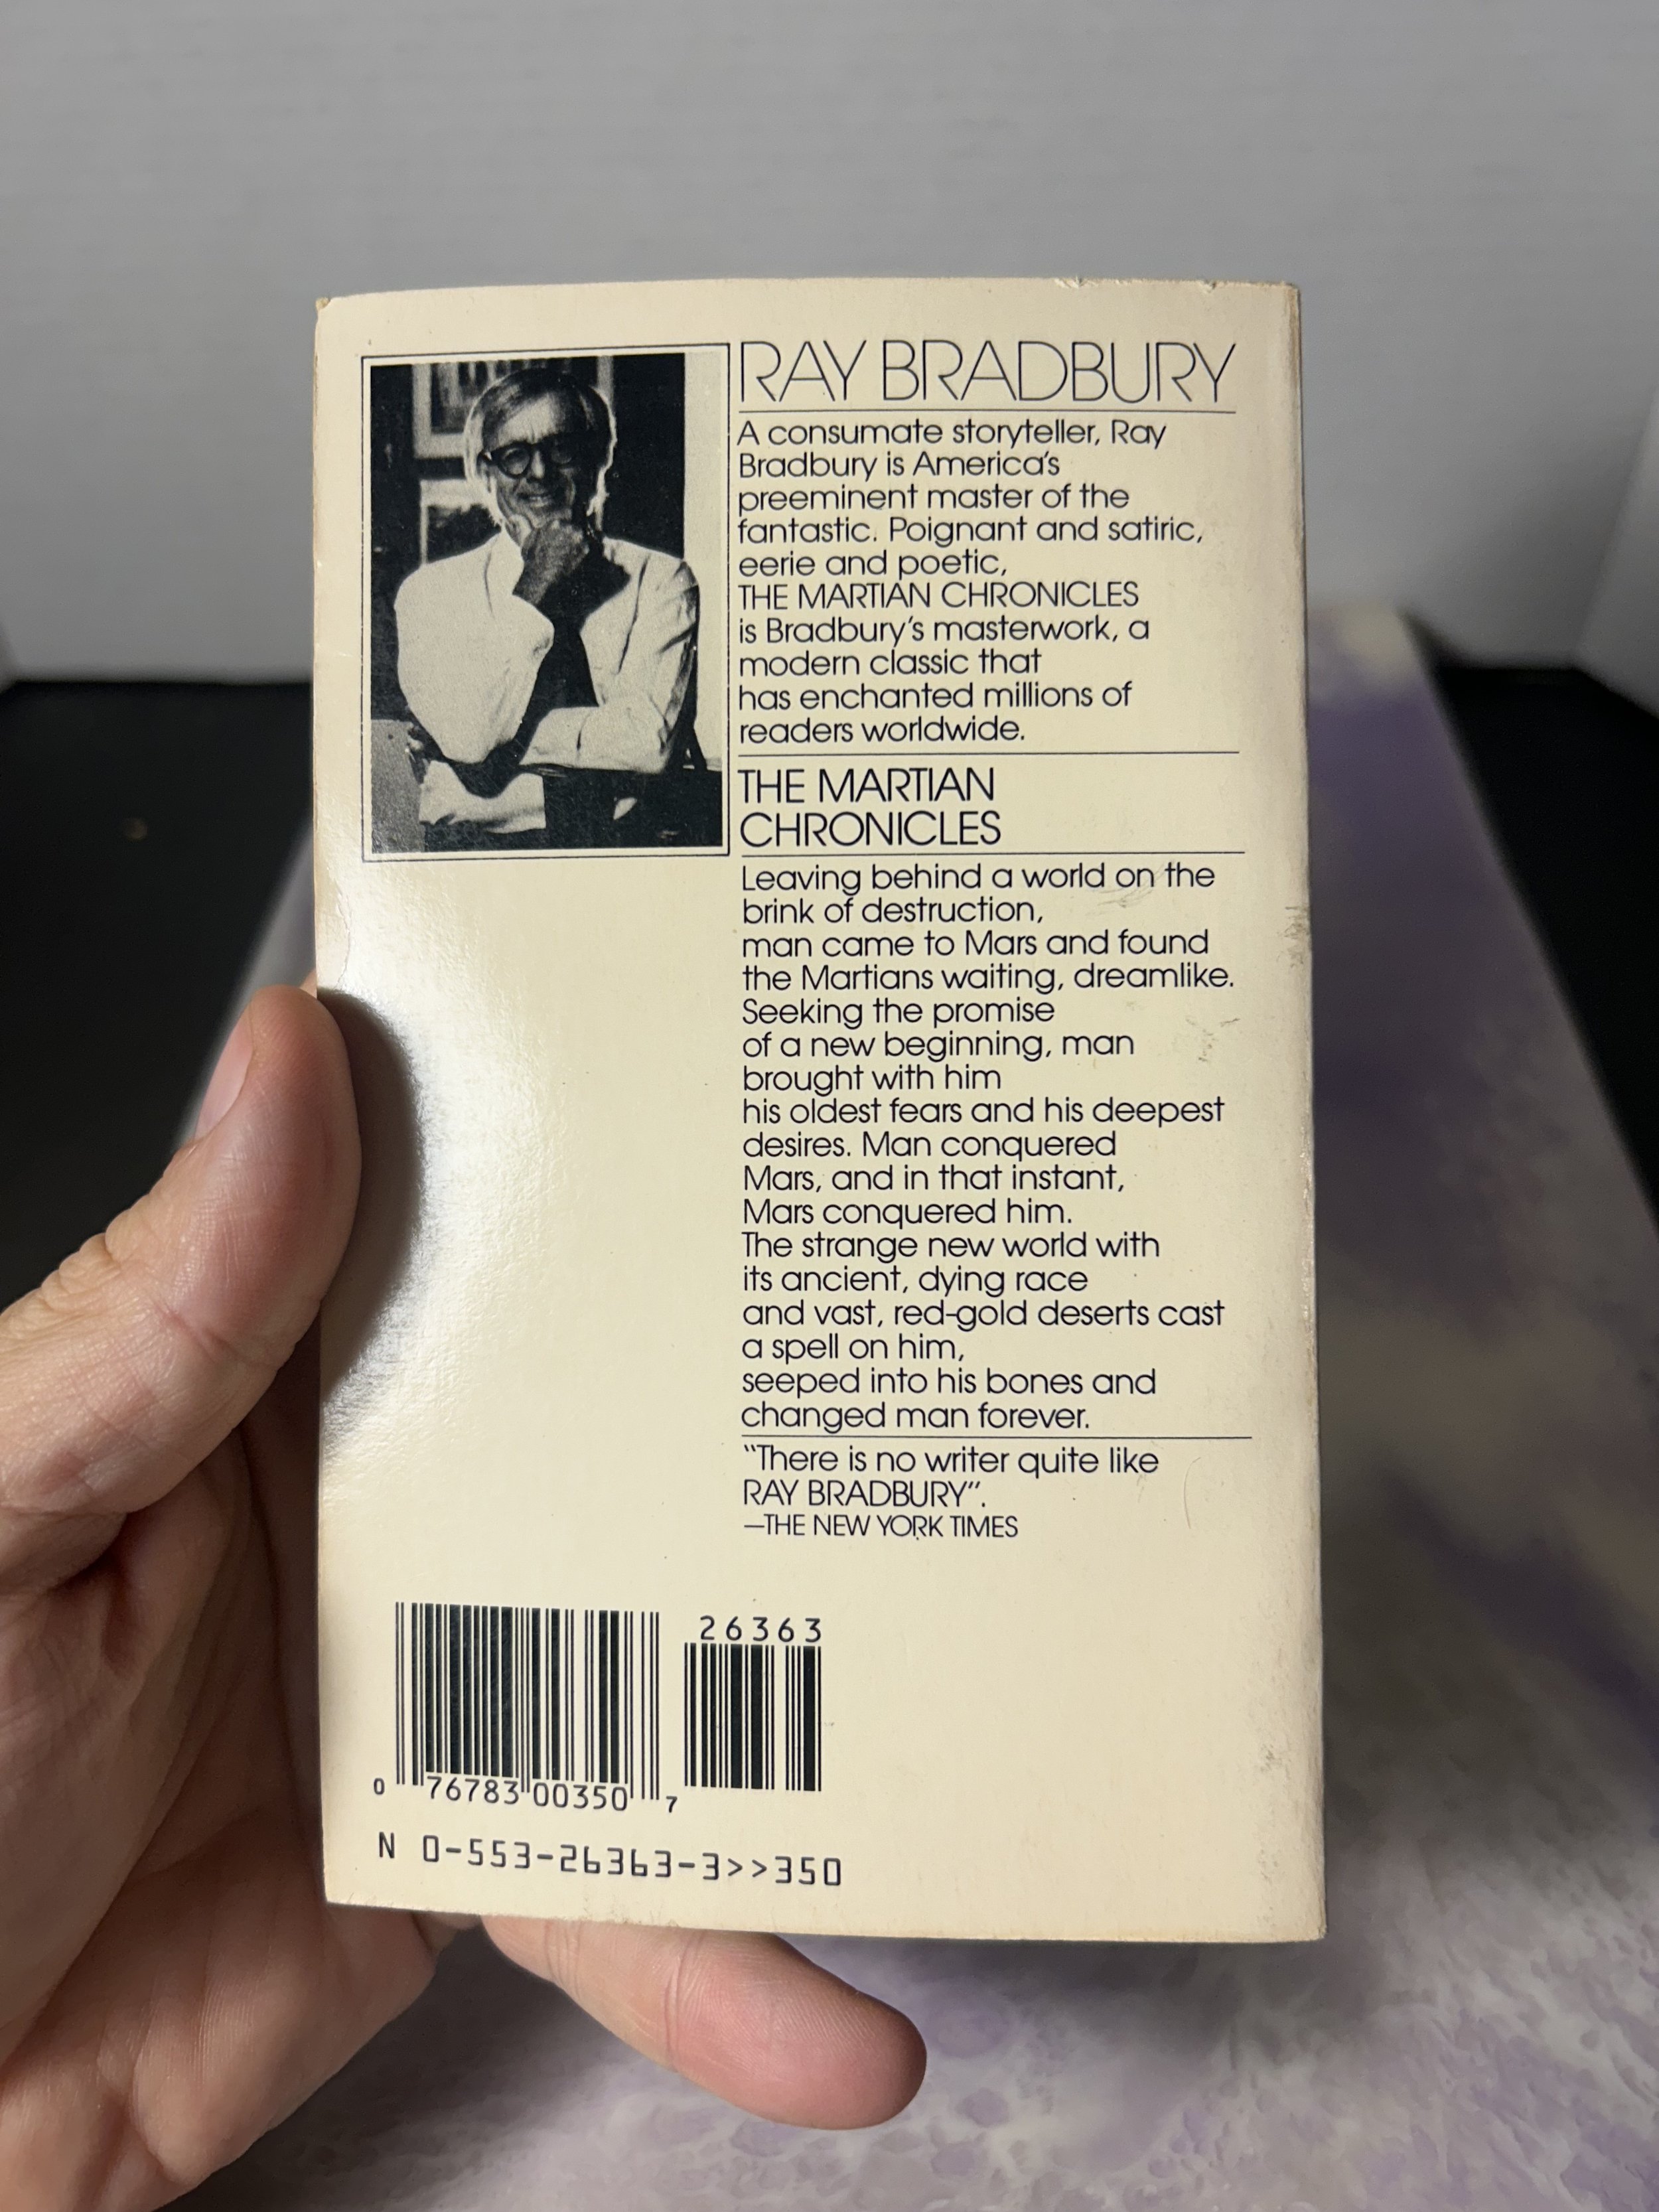 RAY BRADBURY
A consumate storyteller, Ray
Bradbury is America's
preeminent master of the
fantastic. Poignant and satiric,
eerie and poetic,
THE MARTIAN CHRONICLES
is Bradbury's masterwork, a
modern classic that
has enchanted millions of
readers worldwide.
THE MARTIAN
CHRONICLES
Leaving behind a world on the
brink of destruction,
man came to Mars and found
the Martians waiting, dreamlike.
Seeking the promise
of a new beginning, man
brought with him
his oldest fears and his deepest
desires. Man conquered
Mars, and in that instant,
Mars conquered him.
The strange new world with
its ancient, dying race
and vast, red-gold deserts cast
a spell on him,
seeped into his bones and
changed man forever.
"There is no writer quite like
RAY BRADBURY".
—THE NEW YORK TIMES
26363
0 76783 00350 7
N 0-553-26363-3>>350